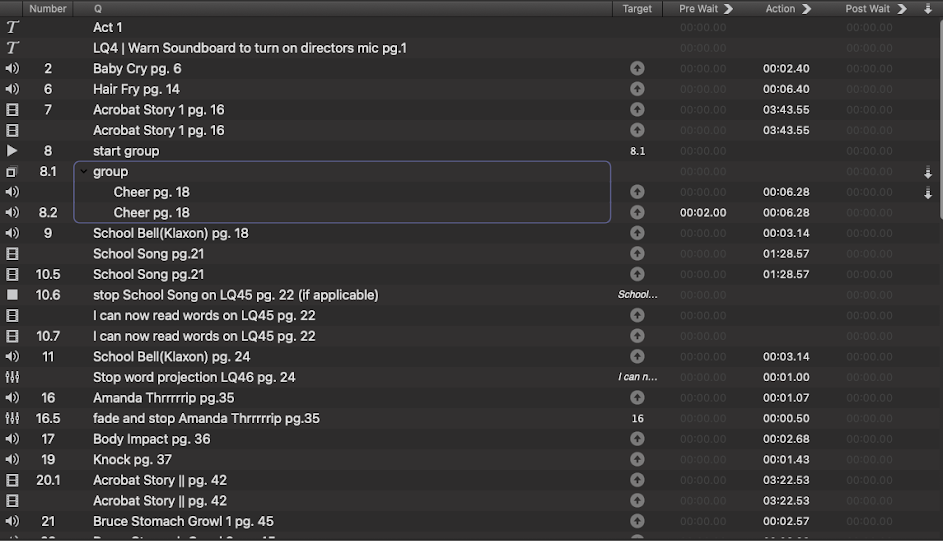 Number Q Target Pre Wait Action Post Wait
Act 1 00:00.00 00:00.00
LQ4 | Warn Soundboard to turn on directors mic pg.1 00:00.00 00:00.00
2 Baby Cry pg. 6 00:00.00 00:02.40 00:00.00
6 Hair Fry pg. 14 00:00.00 00:06.40 00:00.00
7 Acrobat Story 1 pg. 16 00:00.00 03:43.55 00:00.00
Acrobat Story 1 pg. 16 00:00.00 03:43.55 00:00.00
8 start group 8.1 00:00.00 00:00.00
8.1 group 00:00.00 00:00.00
Cheer pg. 18 00:00.00 00:06.28 00:00.00
8.2 Cheer pg. 18 00:02.00 00:06.28 00:00.00
9 School Bell(Klaxon) pg. 18 00:00.00 00:03.14 00:00.00
School Song pg.21 00:00.00 01:28.57 00:00.00
10.5 School Song pg.21 00:00.00 01:28.57 00:00.00
10.6 stop School Song on LQ45 pg. 22 (if applicable) School... 00:00.00 00:00.00
I can now read words on LQ45 pg. 22 00:00.00 00:00.00
10.7 I can now read words on LQ45 pg. 22 00:00.00 00:00.00
11 School Bell(Klaxon) pg. 24 00:00.00 00:03.14 00:00.00
Stop word projection LQ46 pg. 24 I can n... 00:00.00 00:01.00 00:00.00
16 Amanda Thrrrrrip pg.35 00:00.00 00:01.07 00:00.00
16.5 fade and stop Amanda Thrrrrrip pg.35 16 00:00.00 00:00.50 00:00.00
17 Body Impact pg. 36 00:00.00 00:02.68 00:00.00
19 Knock pg. 37 00:00.00 00:01.43 00:00.00
20.1 Acrobat Story || pg. 42 00:00.00 03:22.53 00:00.00
Acrobat Story || pg. 42 00:00.00 03:22.53 00:00.00
21 Bruce Stomach Growl 1 pg. 45 00:00.00 00:02.57 00:00.00